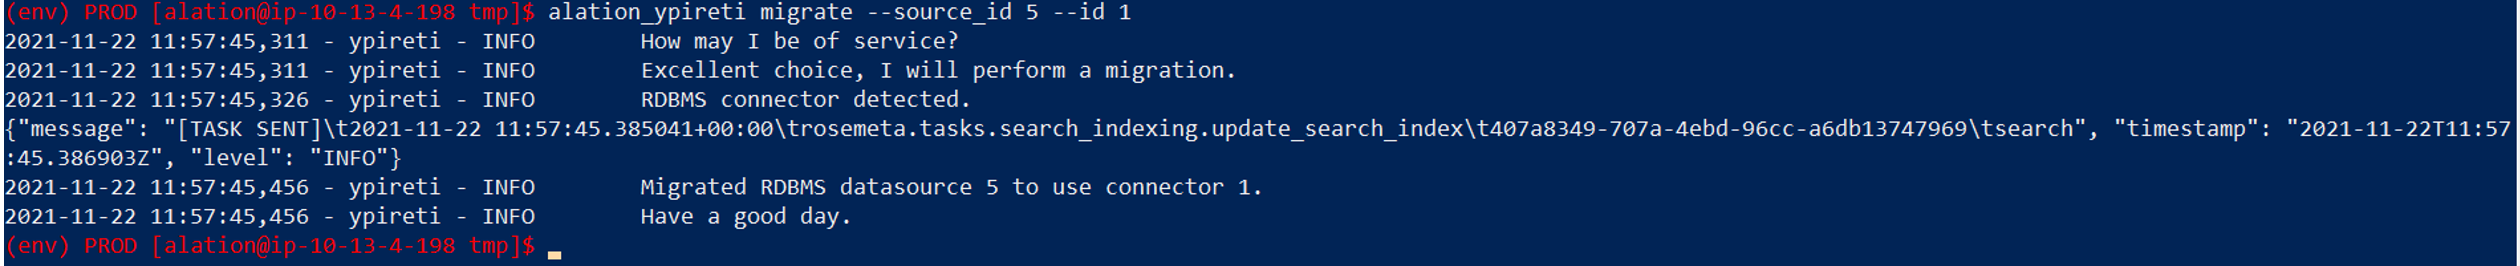 (env) PROD [alation@ip-10-13-4-198 tmp]$ alation_ypireti migrate --source_id 5 --id 1
2021-11-22 11:57:45,311 - ypireti - INFO       How may I be of service?
2021-11-22 11:57:45,311 - ypireti - INFO       Excellent choice, I will perform a migration.
2021-11-22 11:57:45,326 - ypireti - INFO       RDBMS connector detected.
{"message": "[TASK SENT]\t2021-11-22 11:57:45.385041+00:00\trosemeta.tasks.search_indexing.update_search_index\t407a8349-707a-4ebd-96cc-a6db13747969\tsearch", "timestamp": "2021-11-22T11:57
:45.386903Z", "level": "INFO"}
2021-11-22 11:57:45,456 - ypireti - INFO       Migrated RDBMS datasource 5 to use connector 1.
2021-11-22 11:57:45,456 - ypireti - INFO       Have a good day.
(env) PROD [alation@ip-10-13-4-198 tmp]$